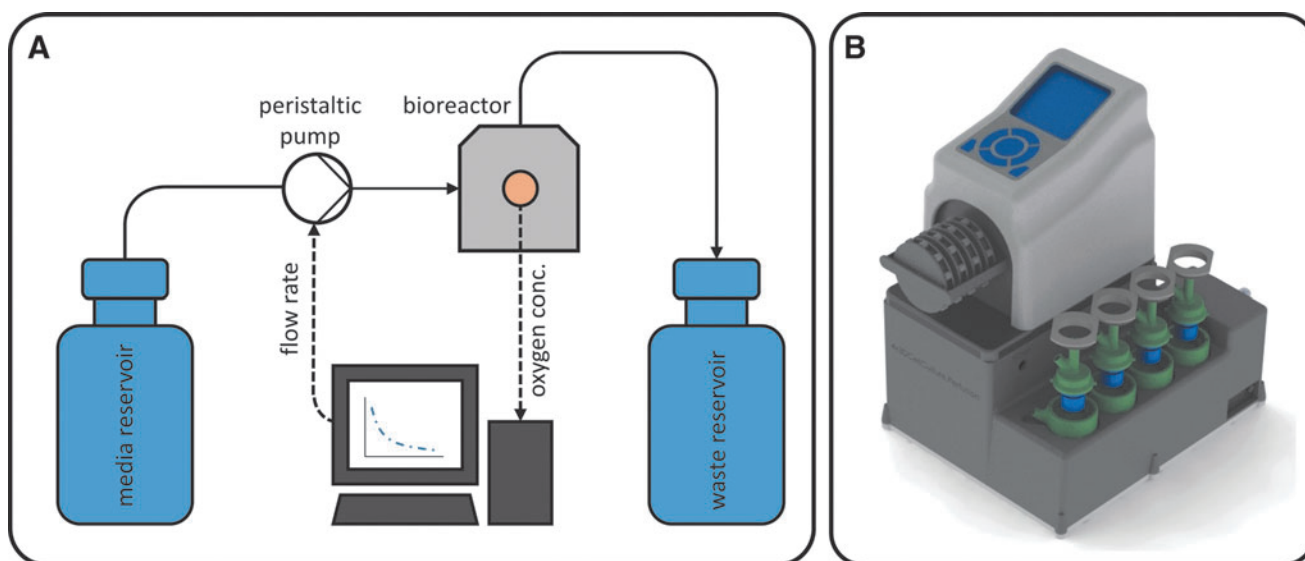 A
peristaltic
pump
bioreactor
media reservoir
flow rate
oxygen conc.
waste reservoir
B